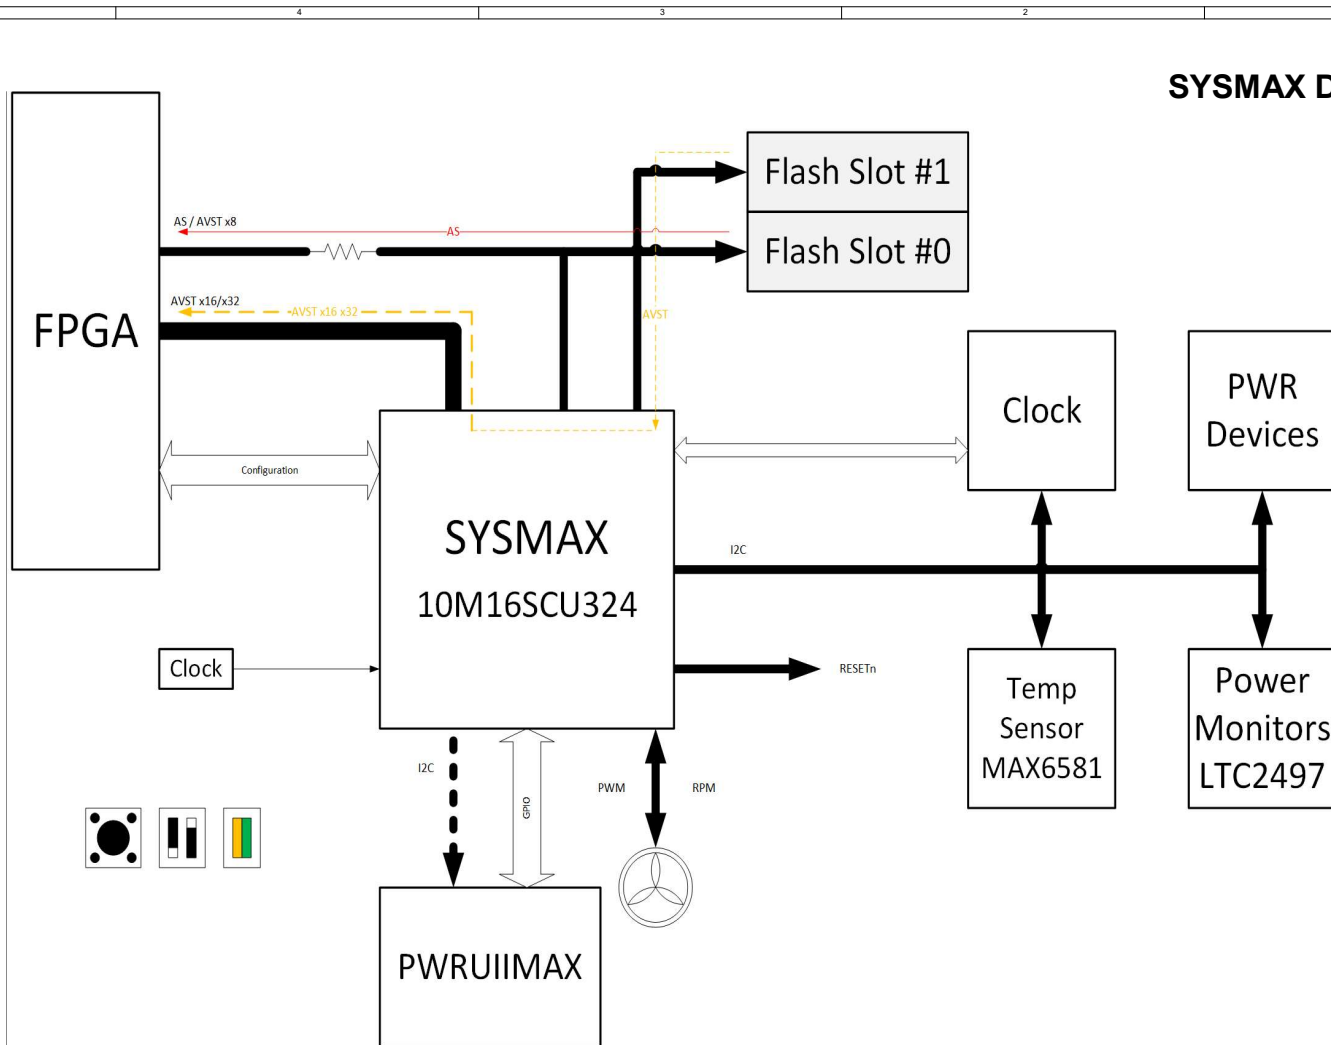 4 3 2
SYSMAX D
Flash Slot #1
AS / AVST x8
AS
Flash Slot #0
AVST x16/x32
AVST x16 x32
AVST
FPGA
Clock
PWR
Devices
Configuration
SYSMAX
10M16SCU324
I2C
Clock
RESETn
Temp
Sensor
MAX6581
Power
Monitors
LTC2497
I2C
GPIO
PWM
RPM
PWRUIIMAX